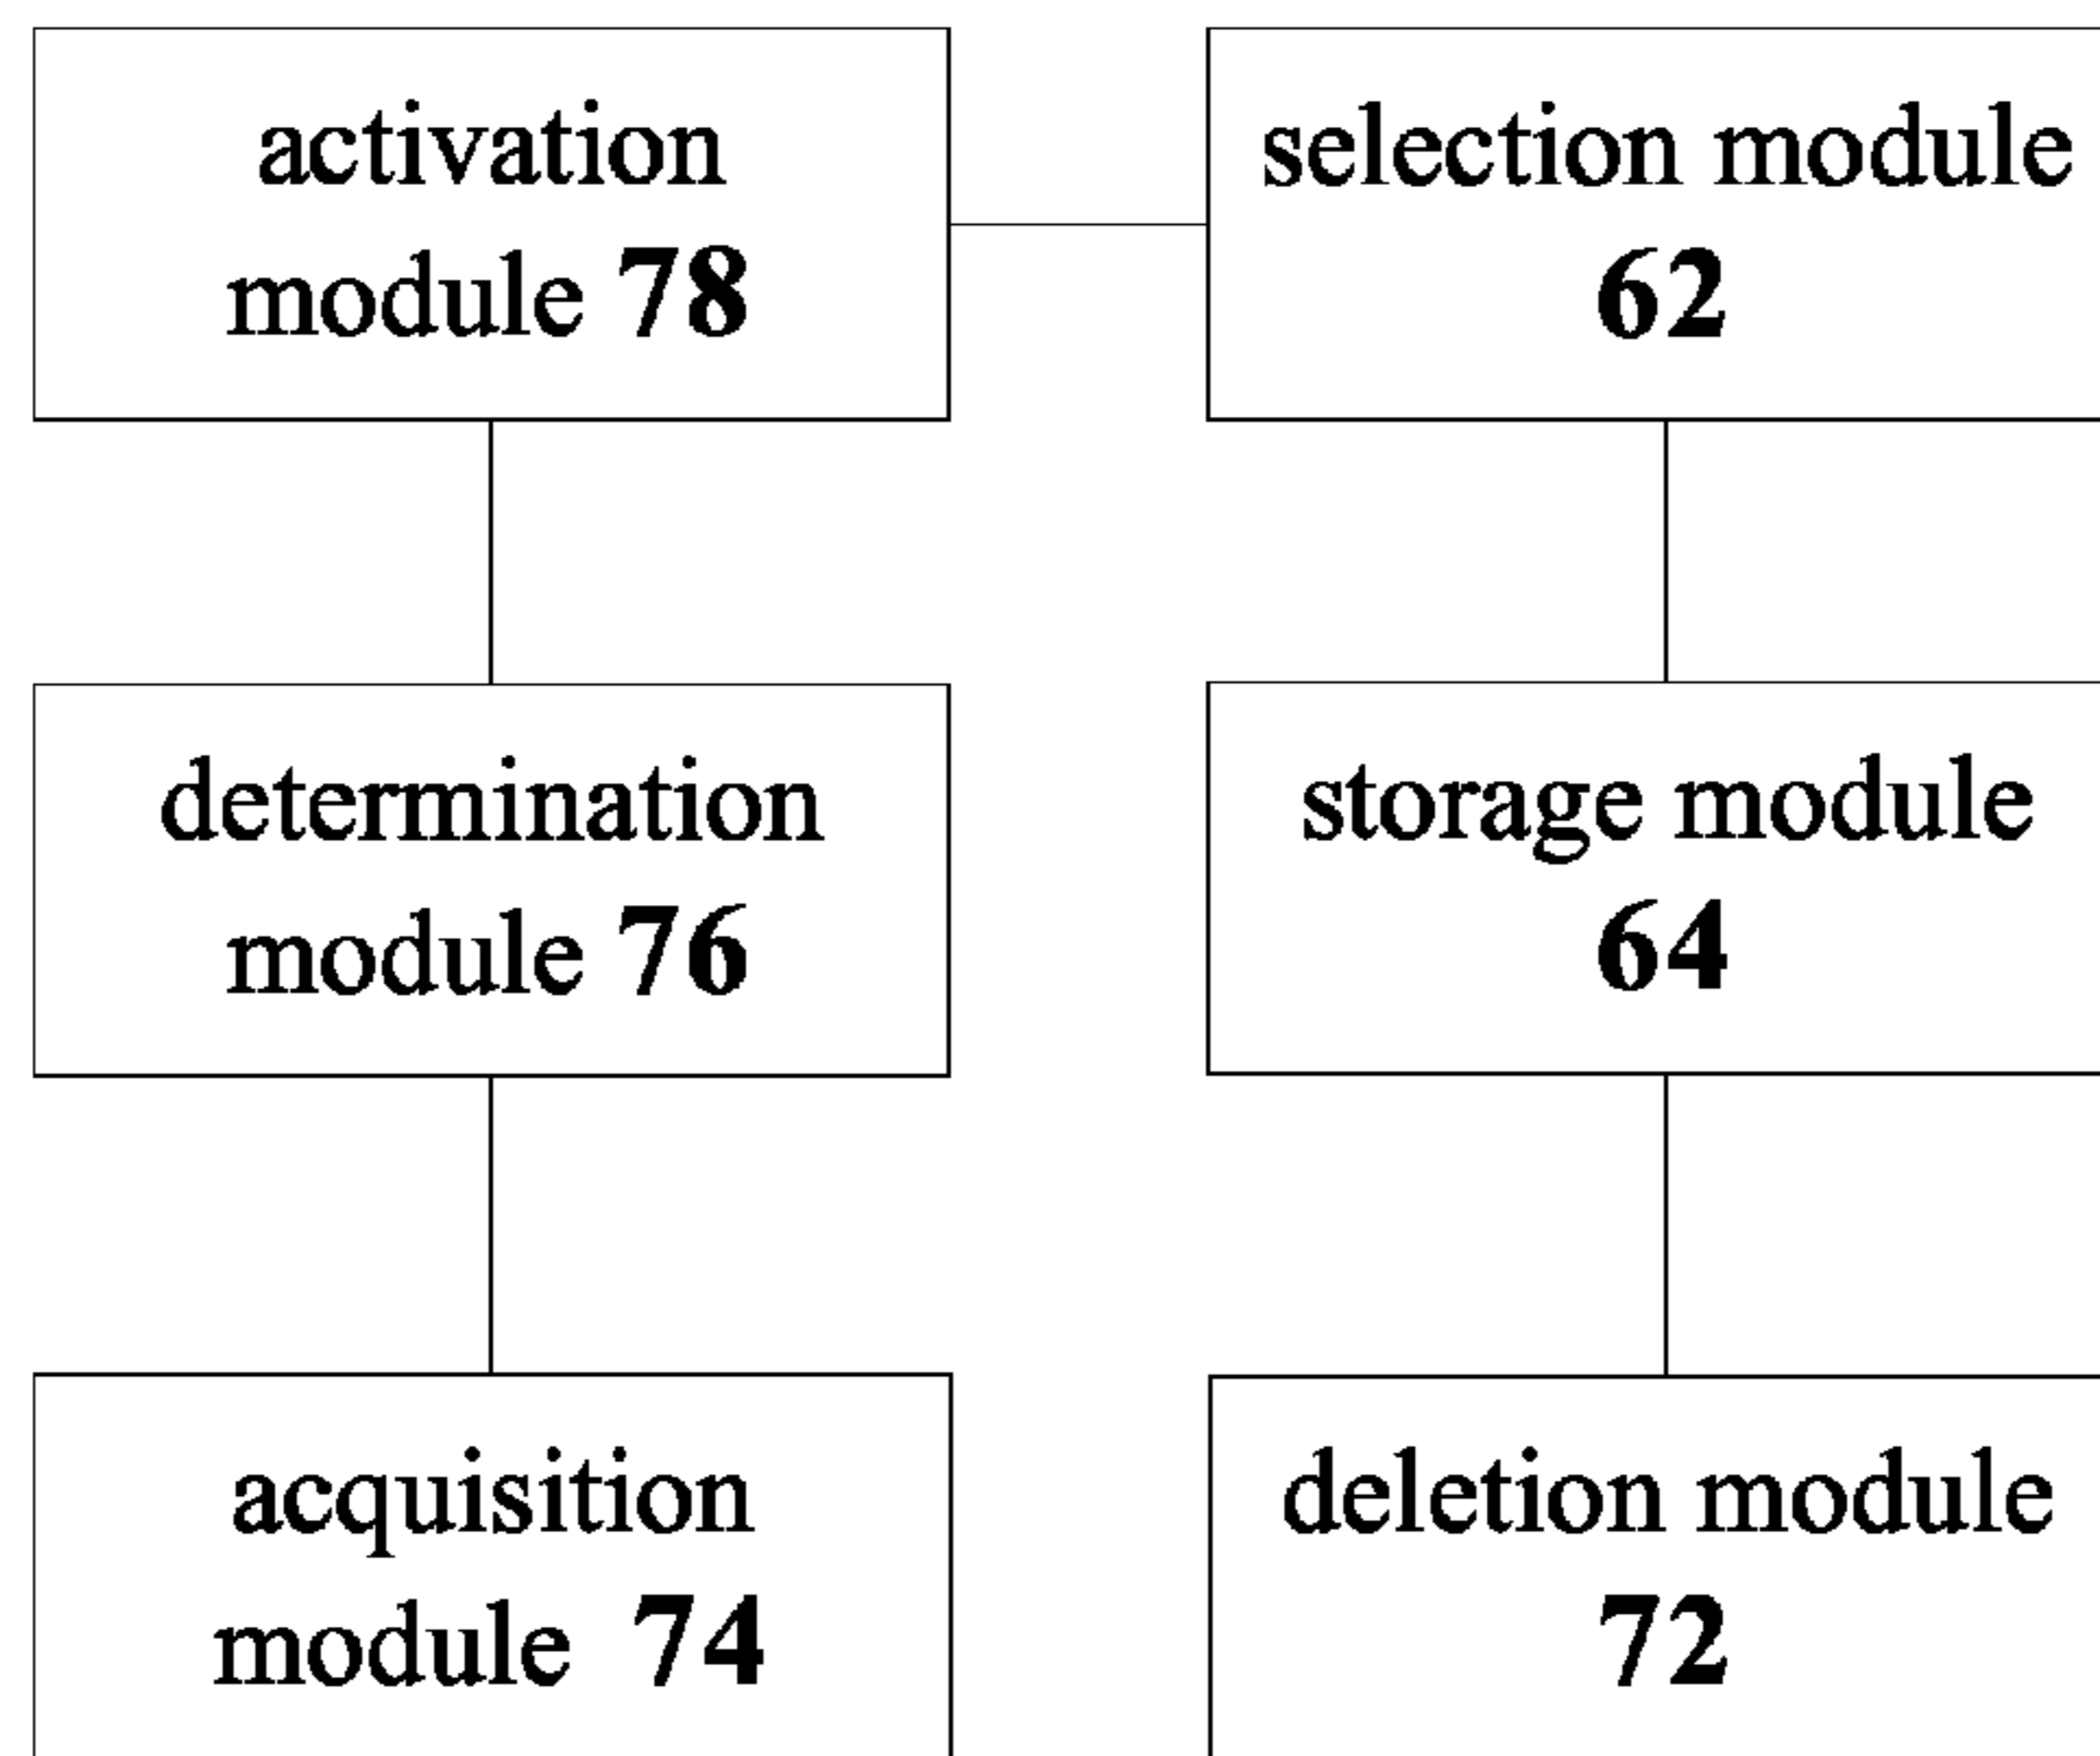 activation
module 78
selection module
62
determination
module 76
storage module
64
acquisition
module 74
deletion module
72